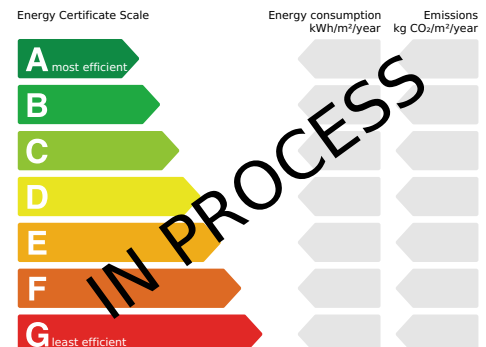 Energy Certificate Scale
Energy consumption
kWh/m²/year
Emissions
kg CO₂/m²/year
A most efficient
B
C
D
E
F
G least efficient
IN PROCESS